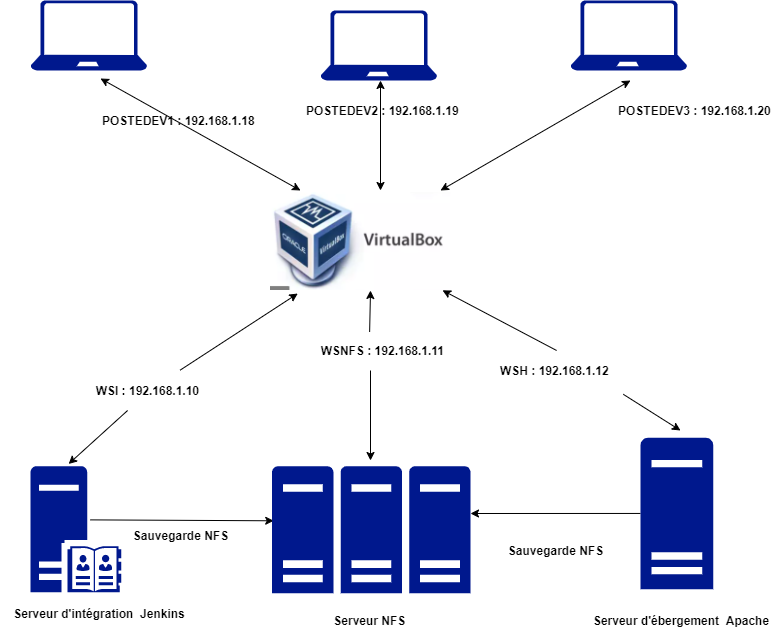 POSTEDEV1 : 192.168.1.18
POSTEDEV2 : 192.168.1.19
POSTEDEV3 : 192.168.1.20
ORACLE
VirtualBox
VirtualBox
WSNFS : 192.168.1.11
WSH : 192.168.1.12
WSI : 192.168.1.10
Sauvegarde NFS
Sauvegarde NFS
Serveur d'intégration Jenkins
Serveur NFS
Serveur d'ébergement Apache